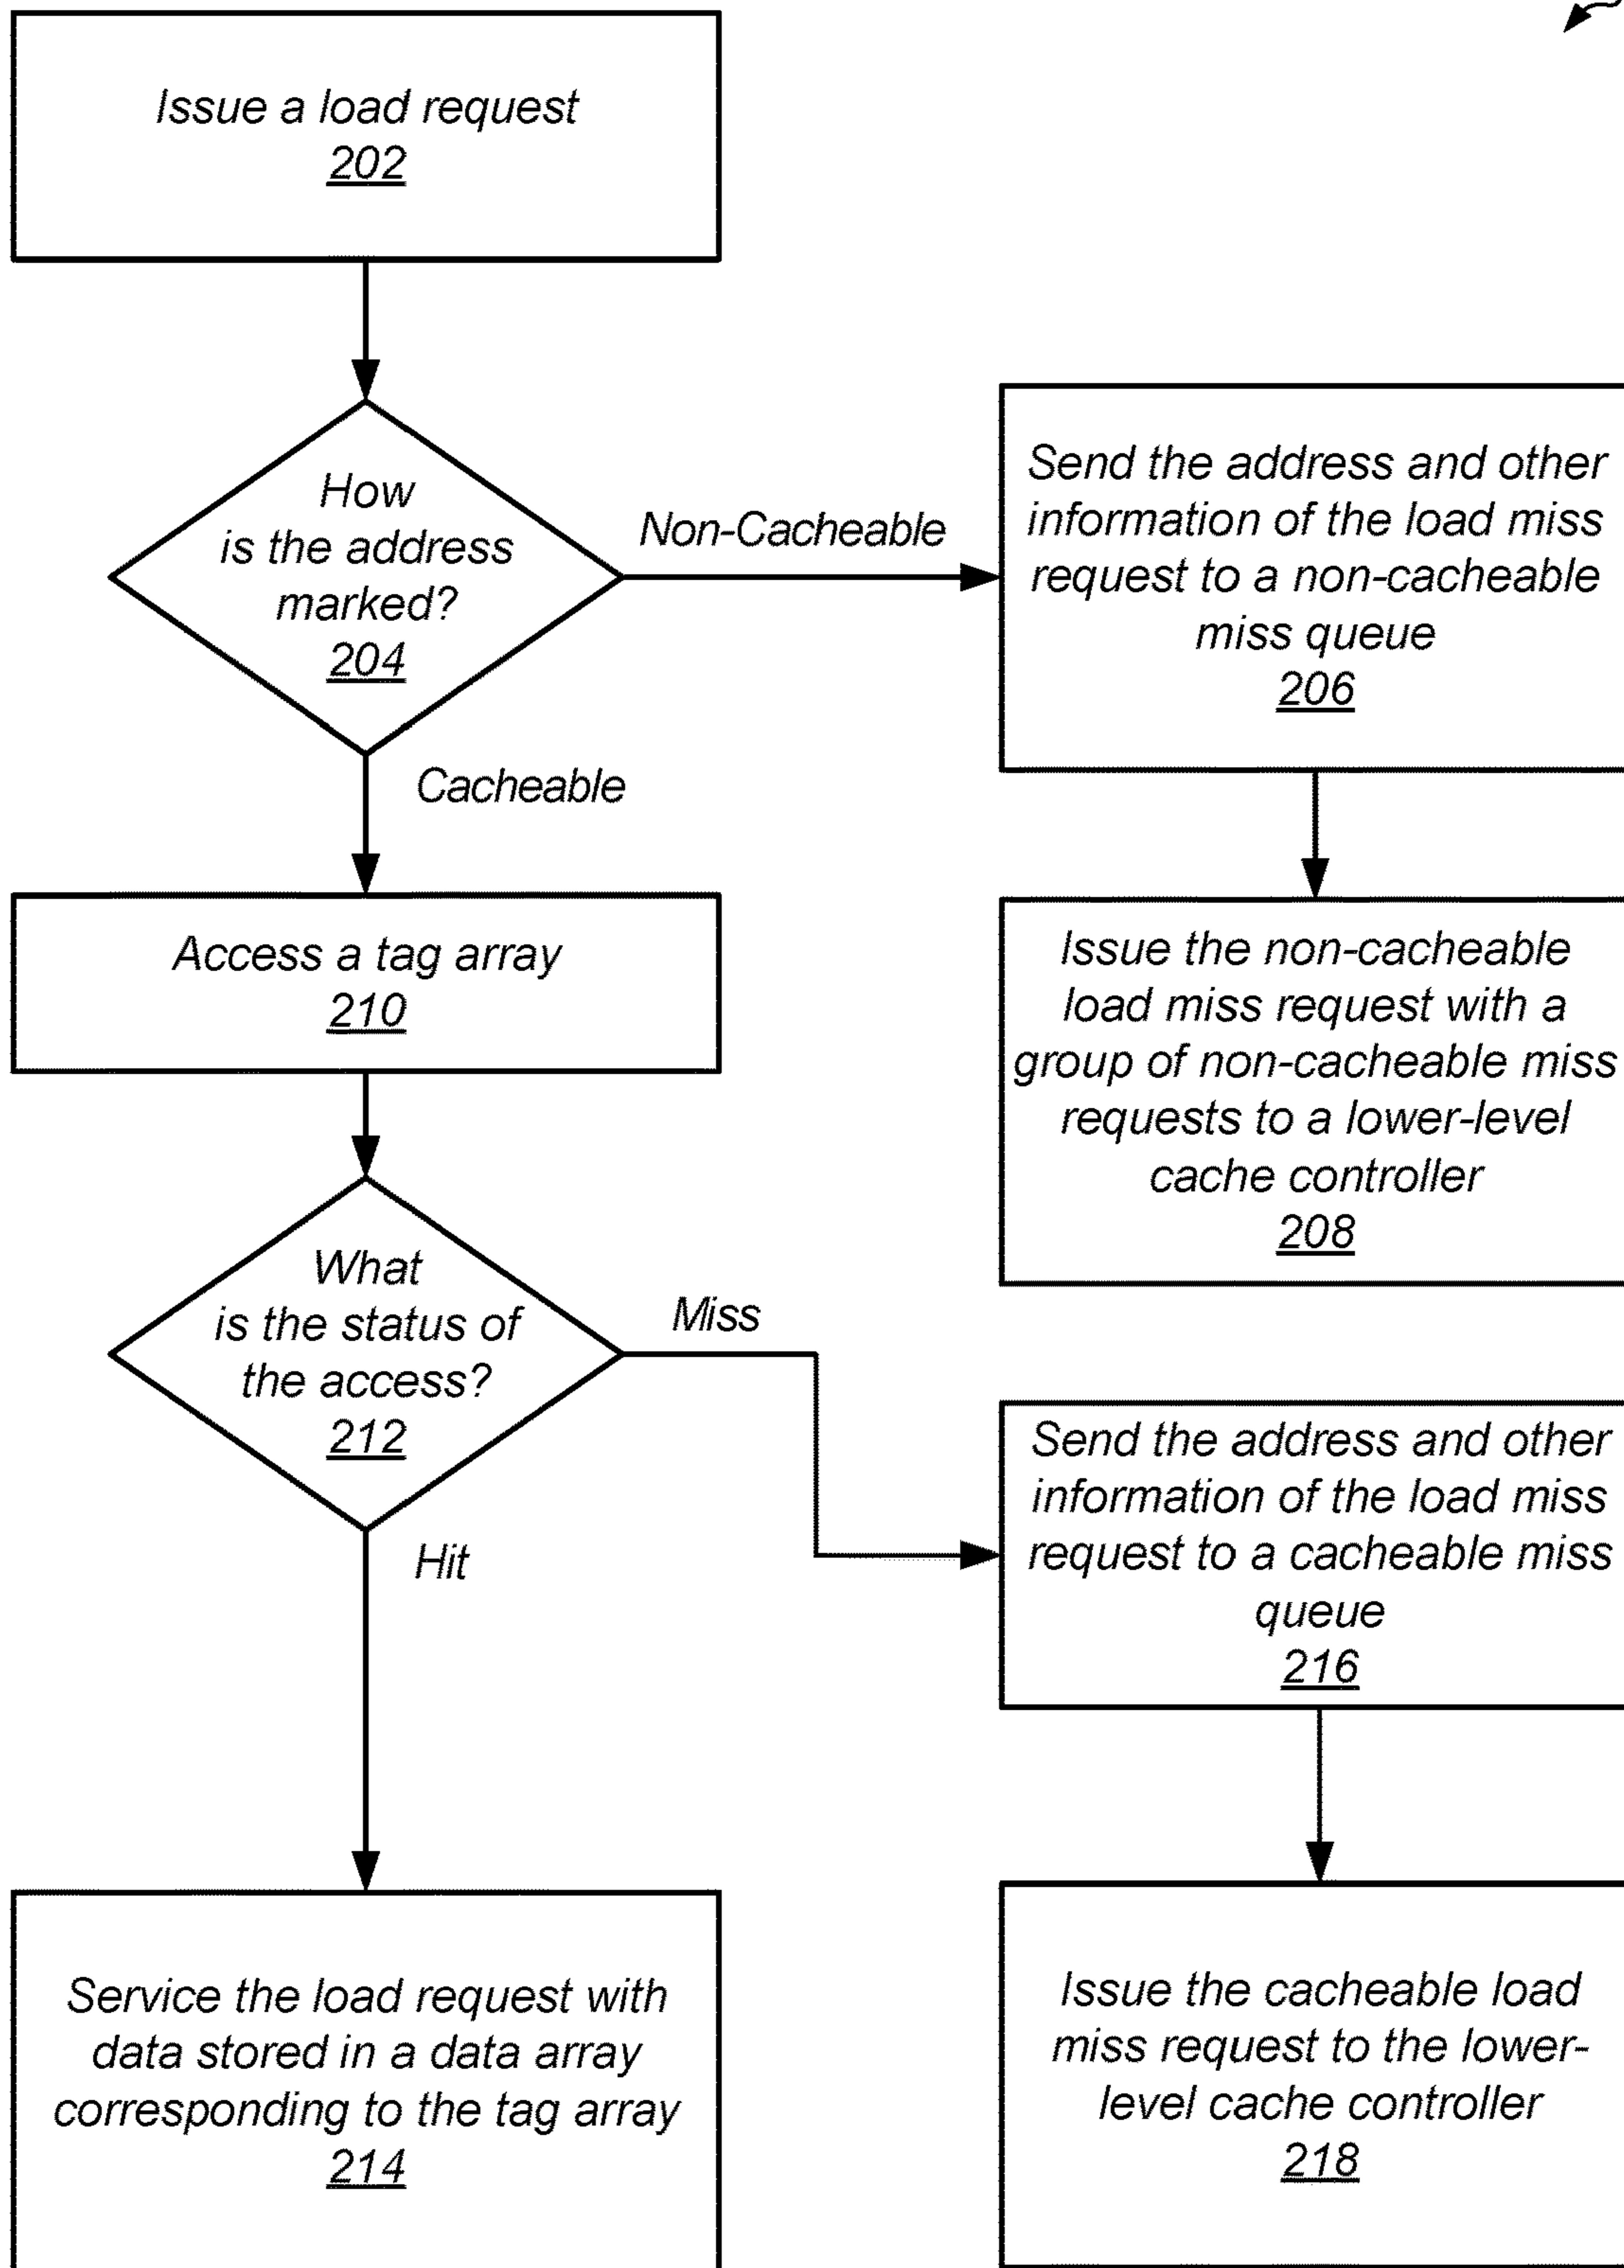 Issue a load request
202
How
is the address
marked?
204
Non-Cacheable
Cacheable
Send the address and other
information of the load miss
request to a non-cacheable
miss queue
206
Issue the non-cacheable
load miss request with a
group of non-cacheable miss
requests to a lower-level
cache controller
208
Access a tag array
210
What
is the status of
the access?
212
Miss
Hit
Send the address and other
information of the load miss
request to a cacheable miss
queue
216
Service the load request with
data stored in a data array
corresponding to the tag array
214
Issue the cacheable load
miss request to the lower-
level cache controller
218